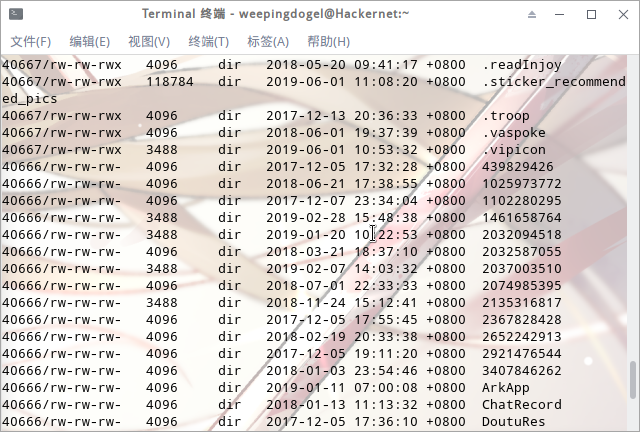 Terminal 终端 - weepingdogel@Hackernet:~
文件(F) 编辑(E) 视图(V) 终端(T) 标签(A) 帮助(H)
40667/rw-rw-rwx 4096 dir 2018-05-20 09:41:17 +0800 .readInjoy
40667/rw-rw-rwx 118784 dir 2019-06-01 11:08:20 +0800 .sticker_recommend
ed_pics
40667/rw-rw-rwx 4096 dir 2017-12-13 20:36:33 +0800 .troop
40667/rw-rw-rwx 4096 dir 2018-06-01 19:37:39 +0800 .vaspoke
40667/rw-rw-rwx 3488 dir 2019-06-01 10:53:32 +0800 .vipicon
40666/rw-rw-rw- 4096 dir 2017-12-05 17:32:28 +0800 439829426
40666/rw-rw-rw- 4096 dir 2018-06-21 17:38:55 +0800 1025973772
40666/rw-rw-rw- 4096 dir 2017-12-07 23:34:04 +0800 1102280295
40666/rw-rw-rw- 3488 dir 2019-02-28 15:48:38 +0800 1461658764
40666/rw-rw-rw- 3488 dir 2019-01-20 10:22:53 +0800 2032094518
40666/rw-rw-rw- 4096 dir 2018-03-21 18:37:10 +0800 2032587055
40666/rw-rw-rw- 3488 dir 2019-02-07 14:03:32 +0800 2037003510
40666/rw-rw-rw- 4096 dir 2018-07-01 22:33:33 +0800 2074985395
40666/rw-rw-rw- 3488 dir 2018-11-24 15:12:41 +0800 2135316817
40666/rw-rw-rw- 4096 dir 2017-12-05 17:55:45 +0800 2367828428
40666/rw-rw-rw- 4096 dir 2018-02-19 20:33:38 +0800 2652242913
40666/rw-rw-rw- 4096 dir 2017-12-05 19:11:20 +0800 2921476544
40666/rw-rw-rw- 4096 dir 2018-01-03 23:54:46 +0800 3407846262
40666/rw-rw-rw- 4096 dir 2019-01-11 07:00:08 +0800 ArkApp
40666/rw-rw-rw- 4096 dir 2018-01-13 11:13:32 +0800 ChatRecord
40666/rw-rw-rw- 4096 dir 2017-12-05 17:36:10 +0800 DoutuRes